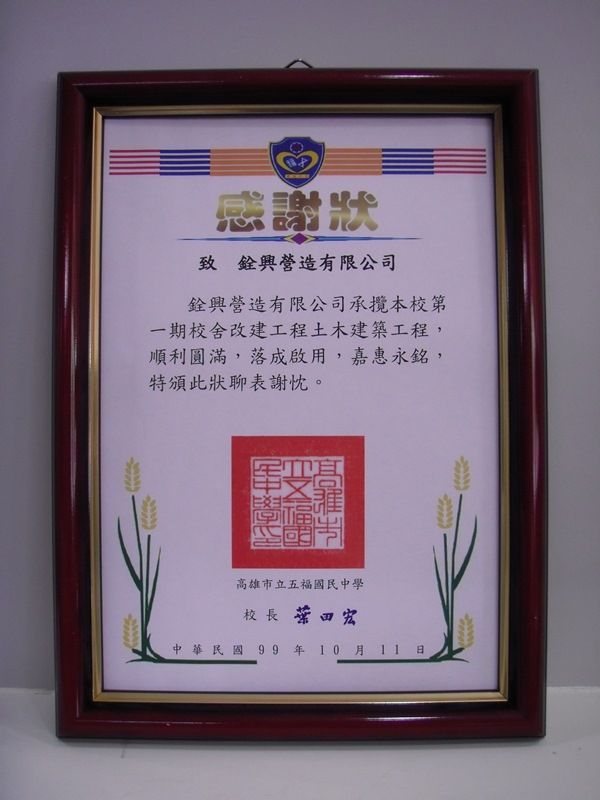 感謝狀
致 銓興營造有限公司
銓興營造有限公司承攬本校第
一期校舍改建工程土木建築工程，
順利圓滿，落成啟用，嘉惠永銘，
特頒此狀聊表謝忱。
高雄市立五福國民中學
校長 葉田宏
中華民國 99 年 10 月 11 日